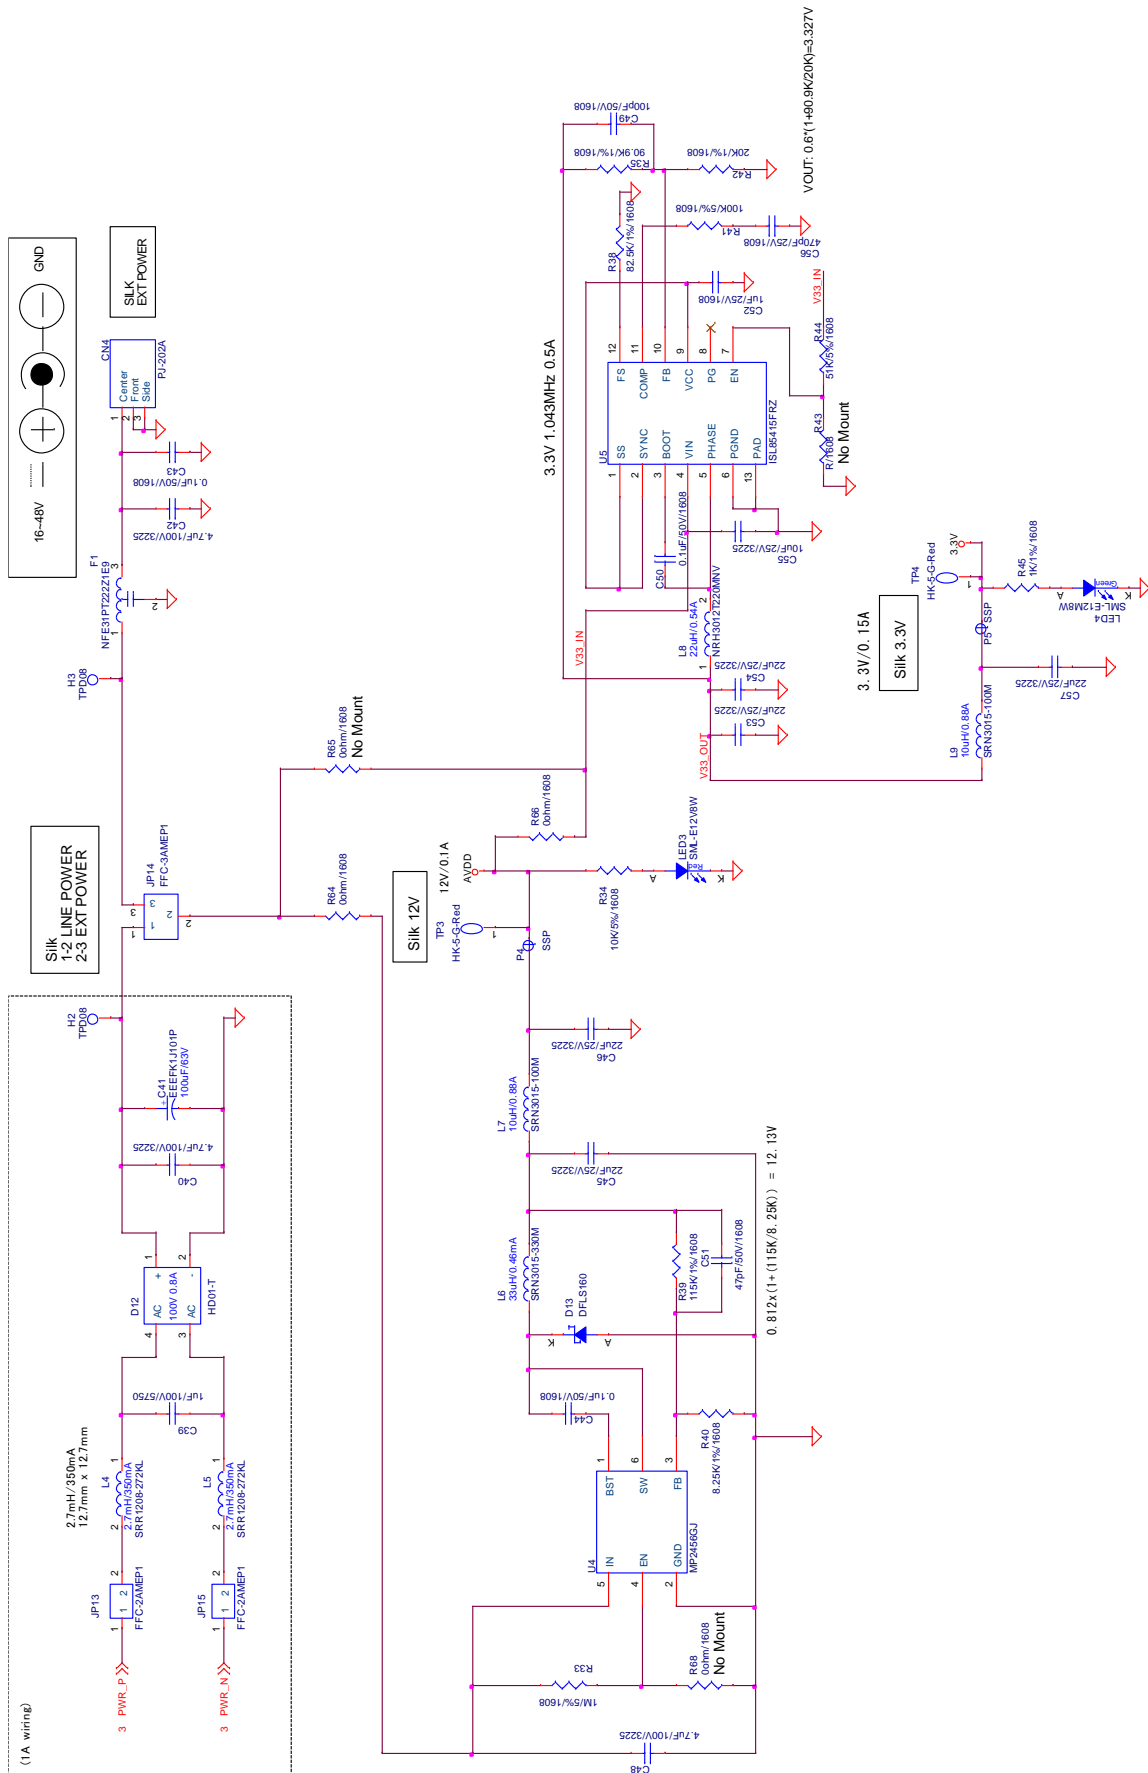 (1A wiring)
3 PWR_P
3 PWR_N
JP13
1 2
FFC-2AMEP1
JP15
1 2
FFC-2AMEP1
2.7mH/350mA
12.7mm x 12.7mm
L4
2.7mH/350mA
SRR1208-272KL
L5
2.7mH/350mA
SRR1208-272KL
C39
1uF/100V/5750
D12
AC +
100V 0.8A
AC -
HD01-T
C40
4.7uF/100V/3225
C41
EEEFK1J101P
100uF/63V
H2
TPD08
Silk
1-2 LINE POWER
2-3 EXT POWER
JP14
FFC-3AMEP1
H3
TPD08
F1
NFE31PT222Z1E9
C42
4.7uF/100V/3225
C43
0.1uF/50V/1608
CN4
Center
Front
Side
PJ-202A
SILK
EXT POWER
16~48V
GND
R65
0ohm/1608
No Mount
R64
0ohm/1608
R66
0ohm/1608
C48
4.7uF/100V/3225
R33
1M/5%/1608
R68
0ohm/1608
No Mount
U4
IN
EN
GND
BST
SW
FB
MP2456GJ
C44
0.1uF/50V/1608
R40
8.25K/1%/1608
D13
DFLS160
K
A
L6
33uH/0.46mA
SRN3015-330M
R39
115K/1%/1608
C51
47pF/50V/1608
0.812x(1+(115K/8.25K)) = 12.13V
C45
22uF/25V/3225
L7
10uH/0.88A
SRN3015-100M
C46
22uF/25V/3225
P4
SSP
Silk 12V
TP3
HK-5-G-Red
12V/0.1A
AVDD
R34
10K/5%/1608
LED3
SML-E12V8W
Red
A
K
V33_IN
3.3V 1.043MHz 0.5A
U5
SS
SYNC
BOOT
VIN
PHASE
PGND
PAD
FS
COMP
FB
VCC
PG
EN
ISL85415FRZ
C50
0.1uF/50V/1608
C55
10uF/25V/3225
L8
22uH/0.54A
NRH3012T220MNV
C54
22uF/25V/3225
C53
22uF/25V/3225
V33_OUT
R38
82.5K/1%/1608
C49
100pF/50V/1608
R35
90.9K/1%/1608
R42
20K/1%/1608
R41
100K/5%/1608
C56
470pF/25V/1608
C52
1uF/25V/1608
V33_IN
R44
51K/5%/1608
R43
R/1608
No Mount
VOUT: 0.6*(1+90.9K/20K)=3.327V
3.3V/0.15A
Silk 3.3V
L9
10uH/0.88A
SRN3015-100M
C57
22uF/25V/3225
P5
SSP
TP4
HK-5-G-Red
3.3V
R45
1K/1%/1608
LED4
SML-E12M8W
Green
A
K